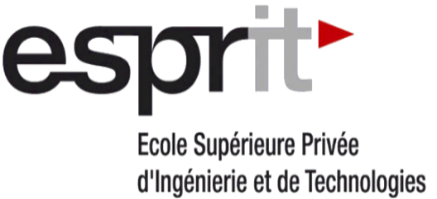 esprit
Ecole Supérieure Privée
d'Ingénierie et de Technologies